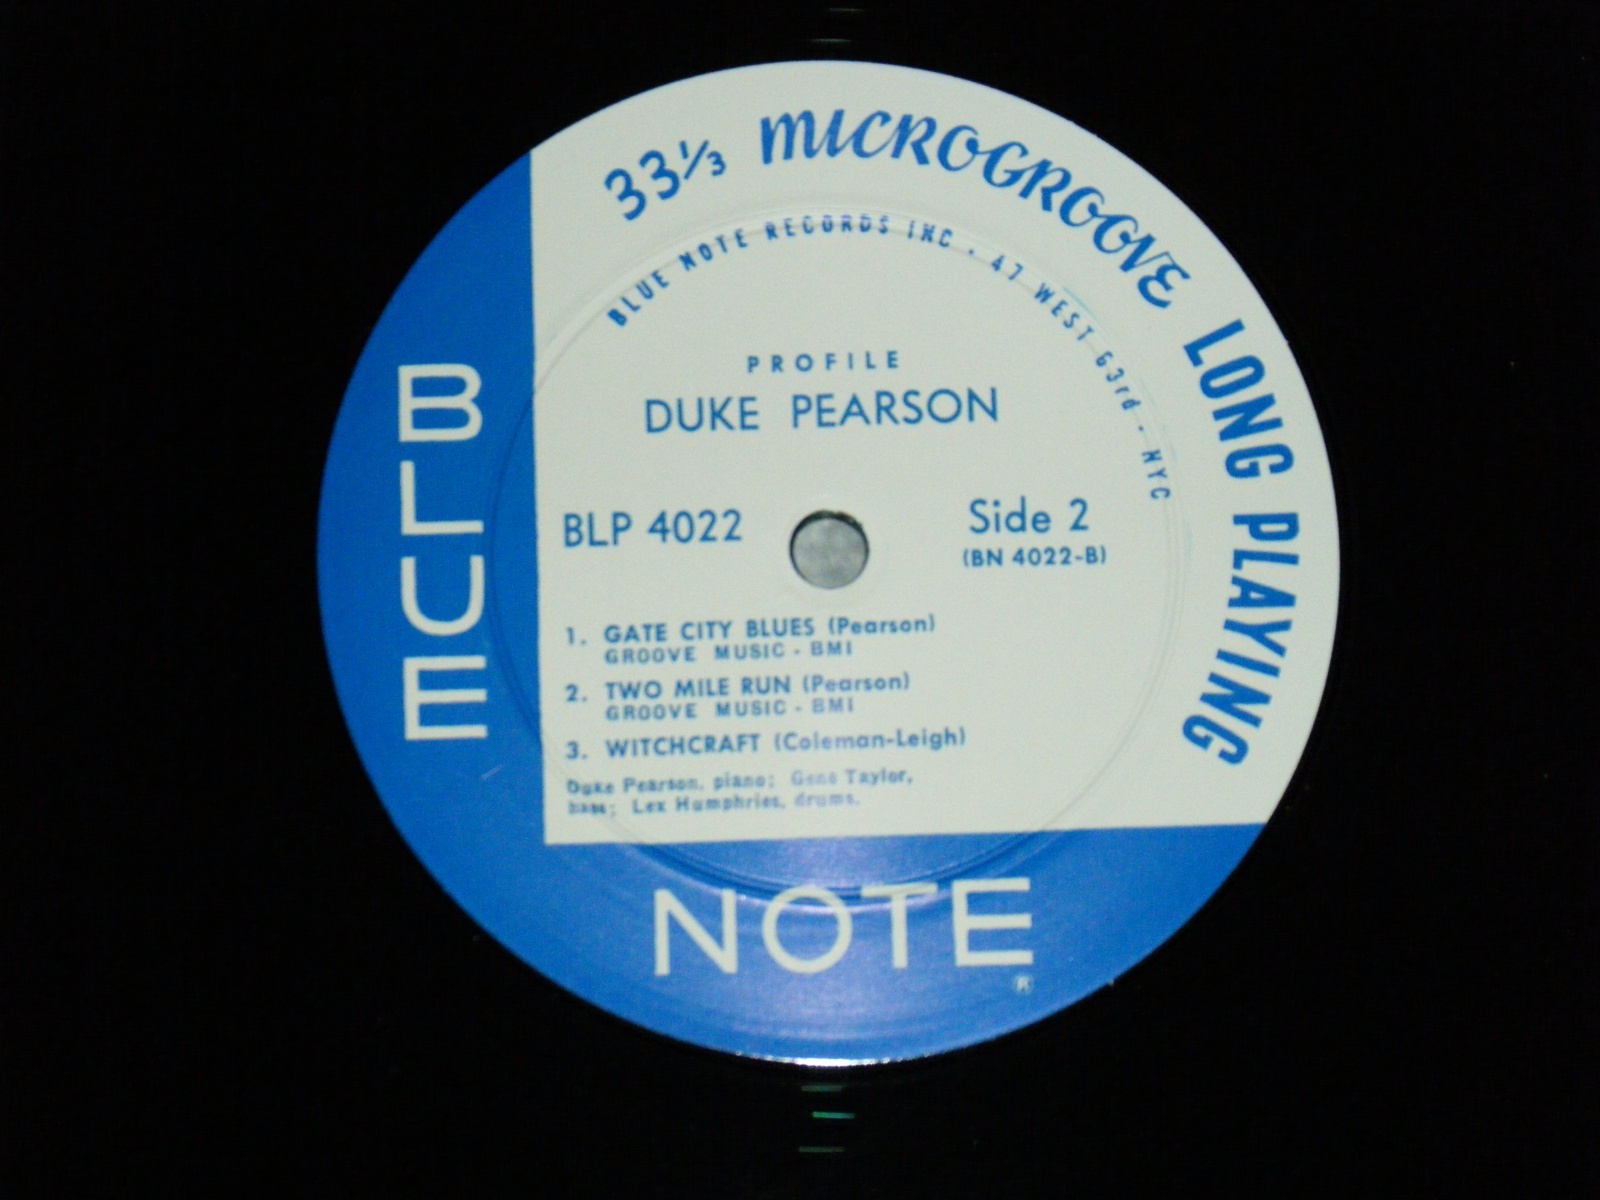 33⅓ MICROGROOVE LONG PLAYING
BLUE NOTE RECORDS INC · 47 WEST 63rd · NYC
PROFILE
DUKE PEARSON
BLP 4022
Side 2
(BN 4022-B)
1. GATE CITY BLUES (Pearson)
GROOVE MUSIC - BMI
2. TWO MILE RUN (Pearson)
GROOVE MUSIC - BMI
3. WITCHCRAFT (Coleman-Leigh)
Duke Pearson, piano; Gene Taylor,
bass; Lex Humphries, drums.
BLUE
NOTE
®